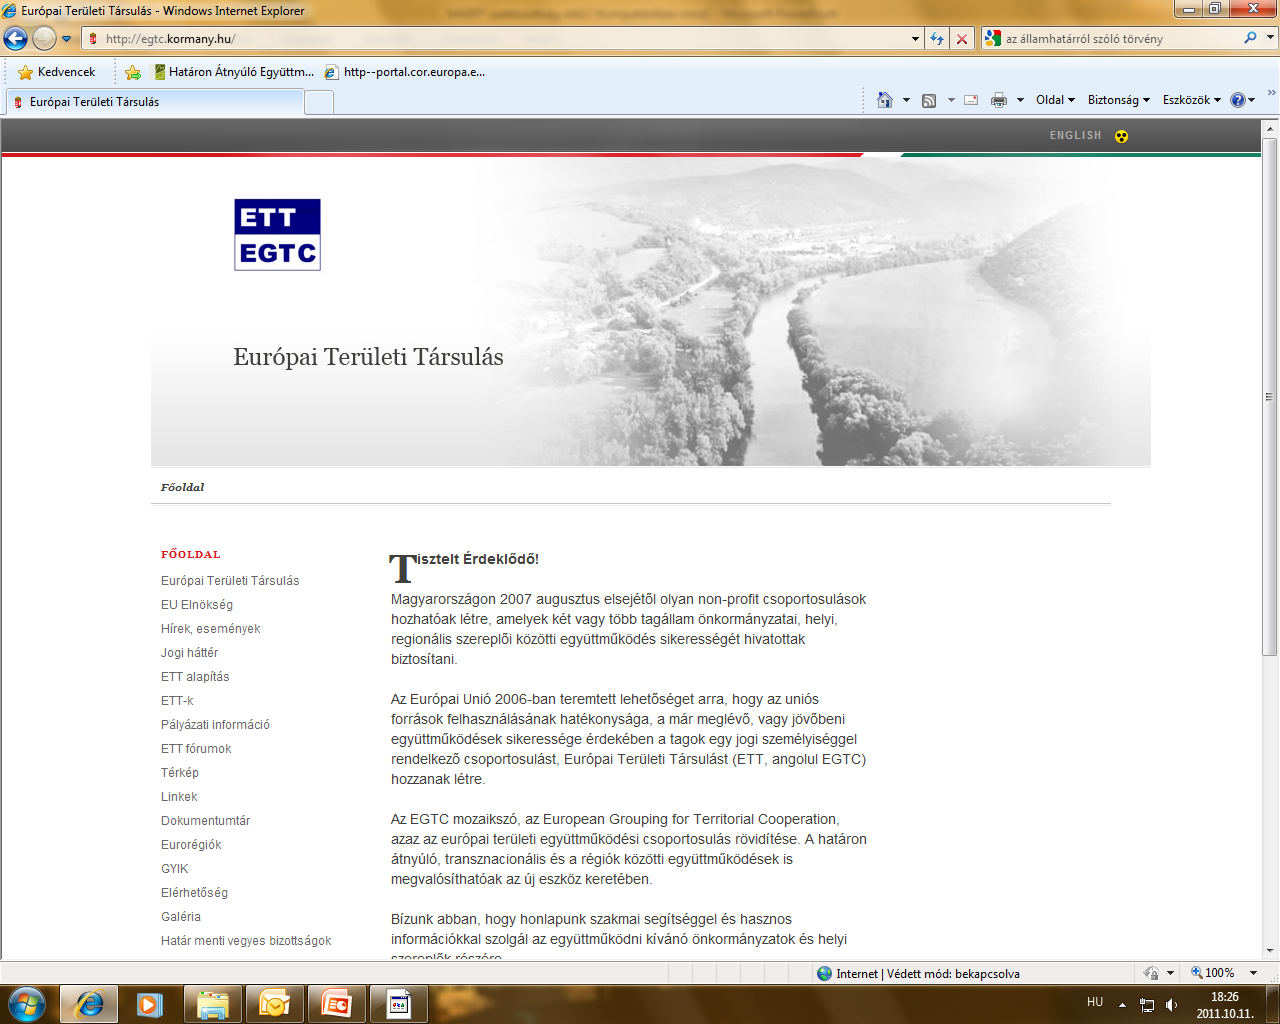 Európai Területi Társulás - Windows Internet Explorer
http://egtc.kormany.hu/
az államhatárról szóló törvény
Kedvencek
Határon Átnyúló Együttm...
http--portal.cor.europa.e...
Európai Területi Társulás
Oldal
Biztonság
Eszközök
ENGLISH
ETT
EGTC
Európai Területi Társulás
Főoldal
FŐOLDAL
Európai Területi Társulás
EU Elnökség
Hírek, események
Jogi háttér
ETT alapítás
ETT-k
Pályázati információ
ETT fórumok
Térkép
Linkek
Dokumentumtár
Eurorégiók
GYIK
Elérhetőség
Galéria
Határ menti vegyes bizottságok
Tisztelt Érdeklődő!
Magyarországon 2007 augusztus elsejétől olyan non-profit csoportosulások
hozhatóak létre, amelyek két vagy több tagállam önkormányzatai, helyi,
regionális szereplői közötti együttműködés sikerességét hivatottak
biztosítani.
Az Európai Unió 2006-ban teremtett lehetőséget arra, hogy az uniós
források felhasználásának hatékonysága, a már meglévő, vagy jövőbeni
együttműködések sikeressége érdekében a tagok egy jogi személyiséggel
rendelkező csoportosulást, Európai Területi Társulást (ETT, angolul EGTC)
hozzanak létre.
Az EGTC mozaikszó, az European Grouping for Territorial Cooperation,
azaz az európai területi együttműködési csoportosulás rövidítése. A határon
átnyúló, transznacionális és a régiók közötti együttműködések is
megvalósíthatóak az új eszköz keretében.
Bízunk abban, hogy honlapunk szakmai segítséggel és hasznos
információkkal szolgál az együttműködni kívánó önkormányzatok és helyi
szereplők részére
Internet | Védett mód: bekapcsolva
100%
HU
18:26
2011.10.11.